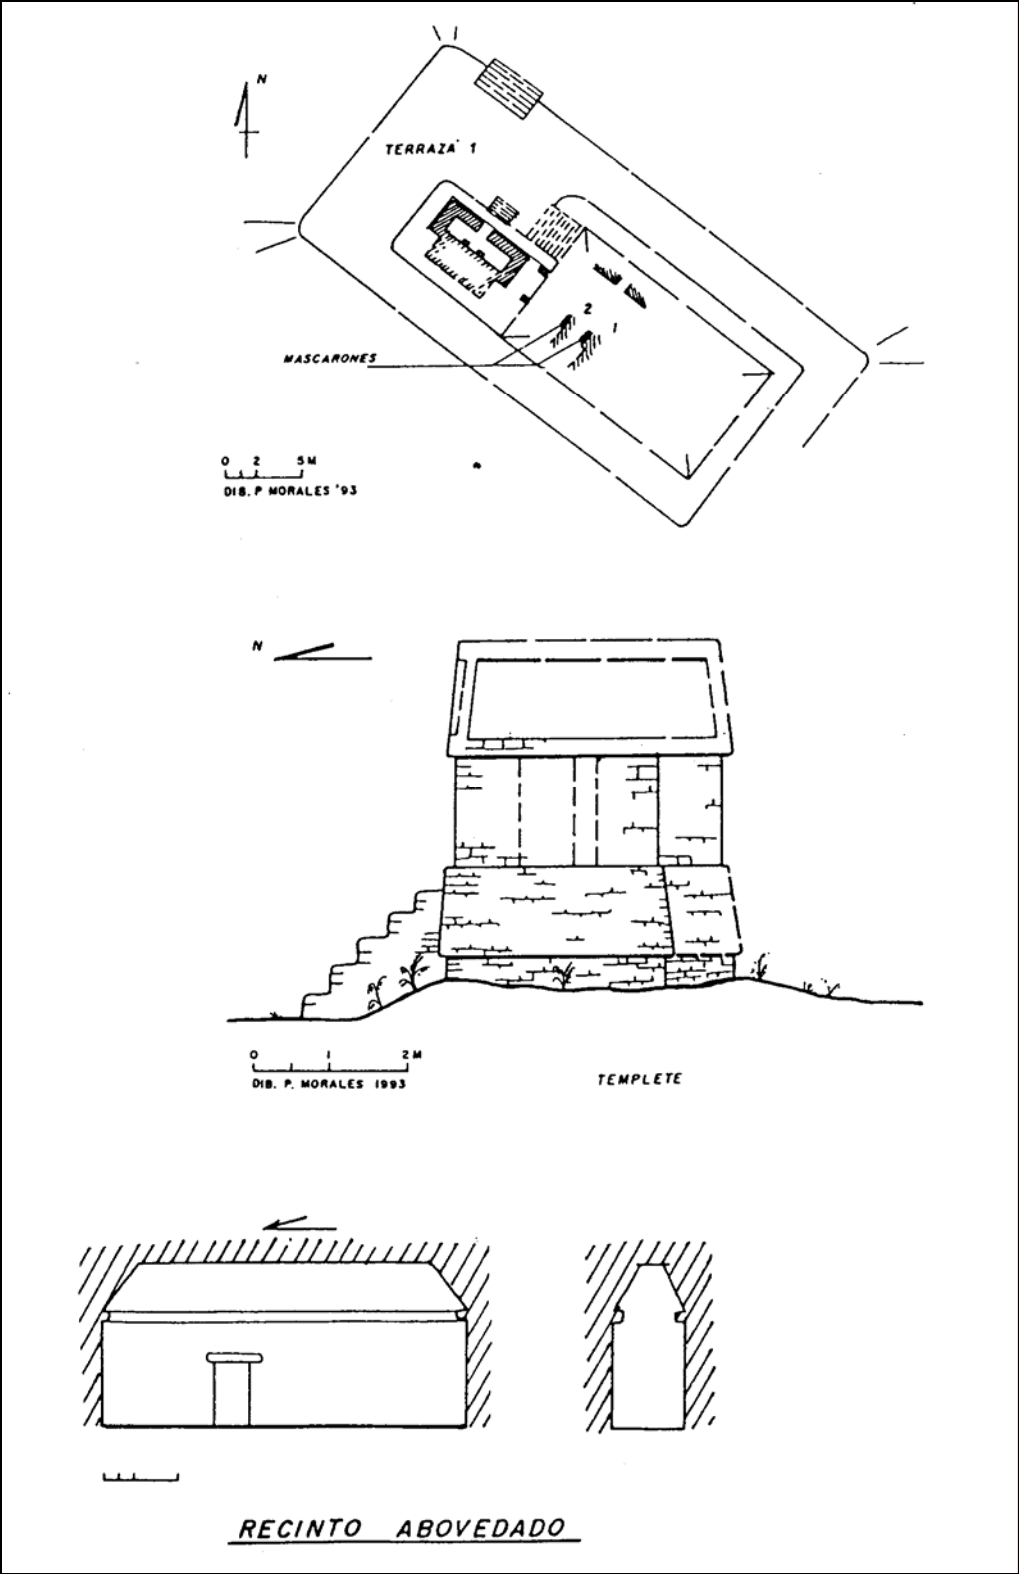 N
TERRAZA 1
2
1
MASCARONES
0 2 5M
DIB. P MORALES '93
N
0 1 2M
DIB. P. MORALES 1993
TEMPLETE
RECINTO ABOVEDADO